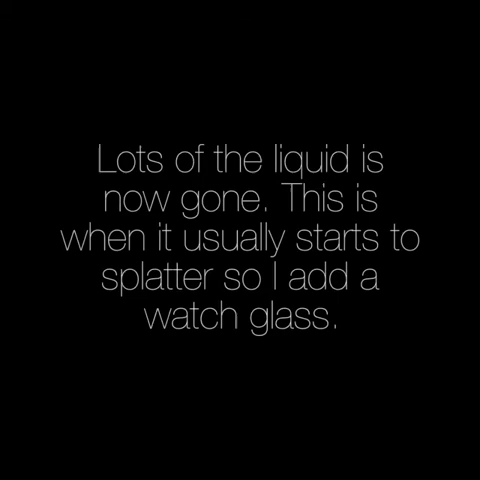 Lots of the liquid is
now gone. This is
when it usually starts to
splatter so I add a
watch glass.